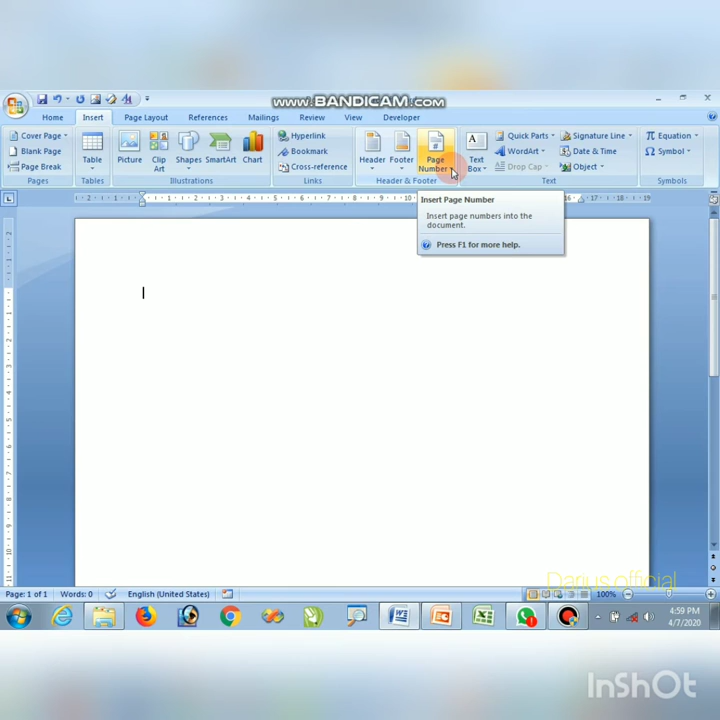 www.BANDICAM.com
Home Insert Page Layout References Mailings Review View Developer
Cover Page
Blank Page
Page Break
Table
Picture
Clip
Art
Shapes
SmartArt
Chart
Hyperlink
Bookmark
Cross-reference
Header
Footer
Page
Number
Text
Box
Quick Parts
WordArt
Drop Cap
Signature Line
Date & Time
Object
Equation
Symbol
Pages Tables Illustrations Links Header & Footer Text Symbols
Insert Page Number
Insert page numbers into the
document.
Press F1 for more help.
Darius official
Page: 1 of 1 Words: 0 English (United States) 100%
4:59 PM
4/7/2020
InShOt